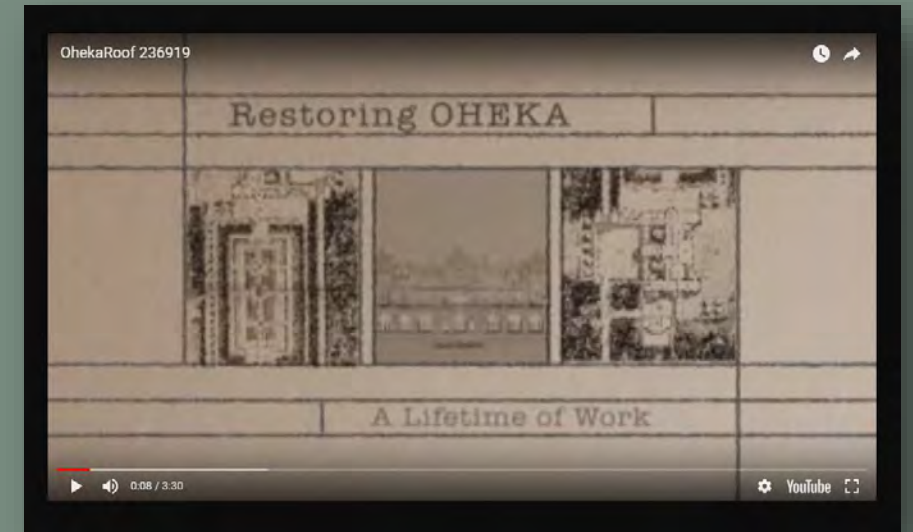 OhekaRoof 236919
Restoring OHEKA
A Lifetime of Work
0:08 / 3:30
YouTube